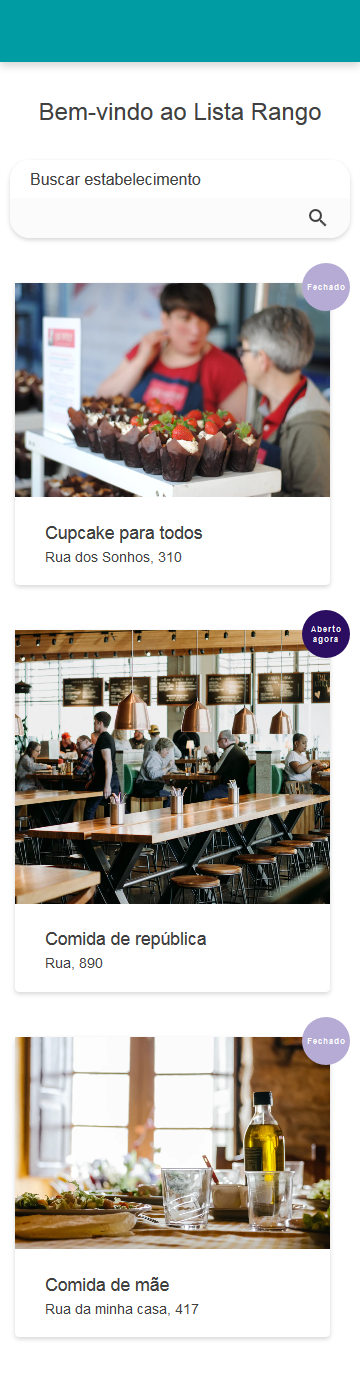 Bem-vindo ao Lista Rango
Buscar estabelecimento
Fechado
Cupcake para todos
Rua dos Sonhos, 310
Aberto
agora
Comida de república
Rua, 890
Fechado
Comida de mãe
Rua da minha casa, 417